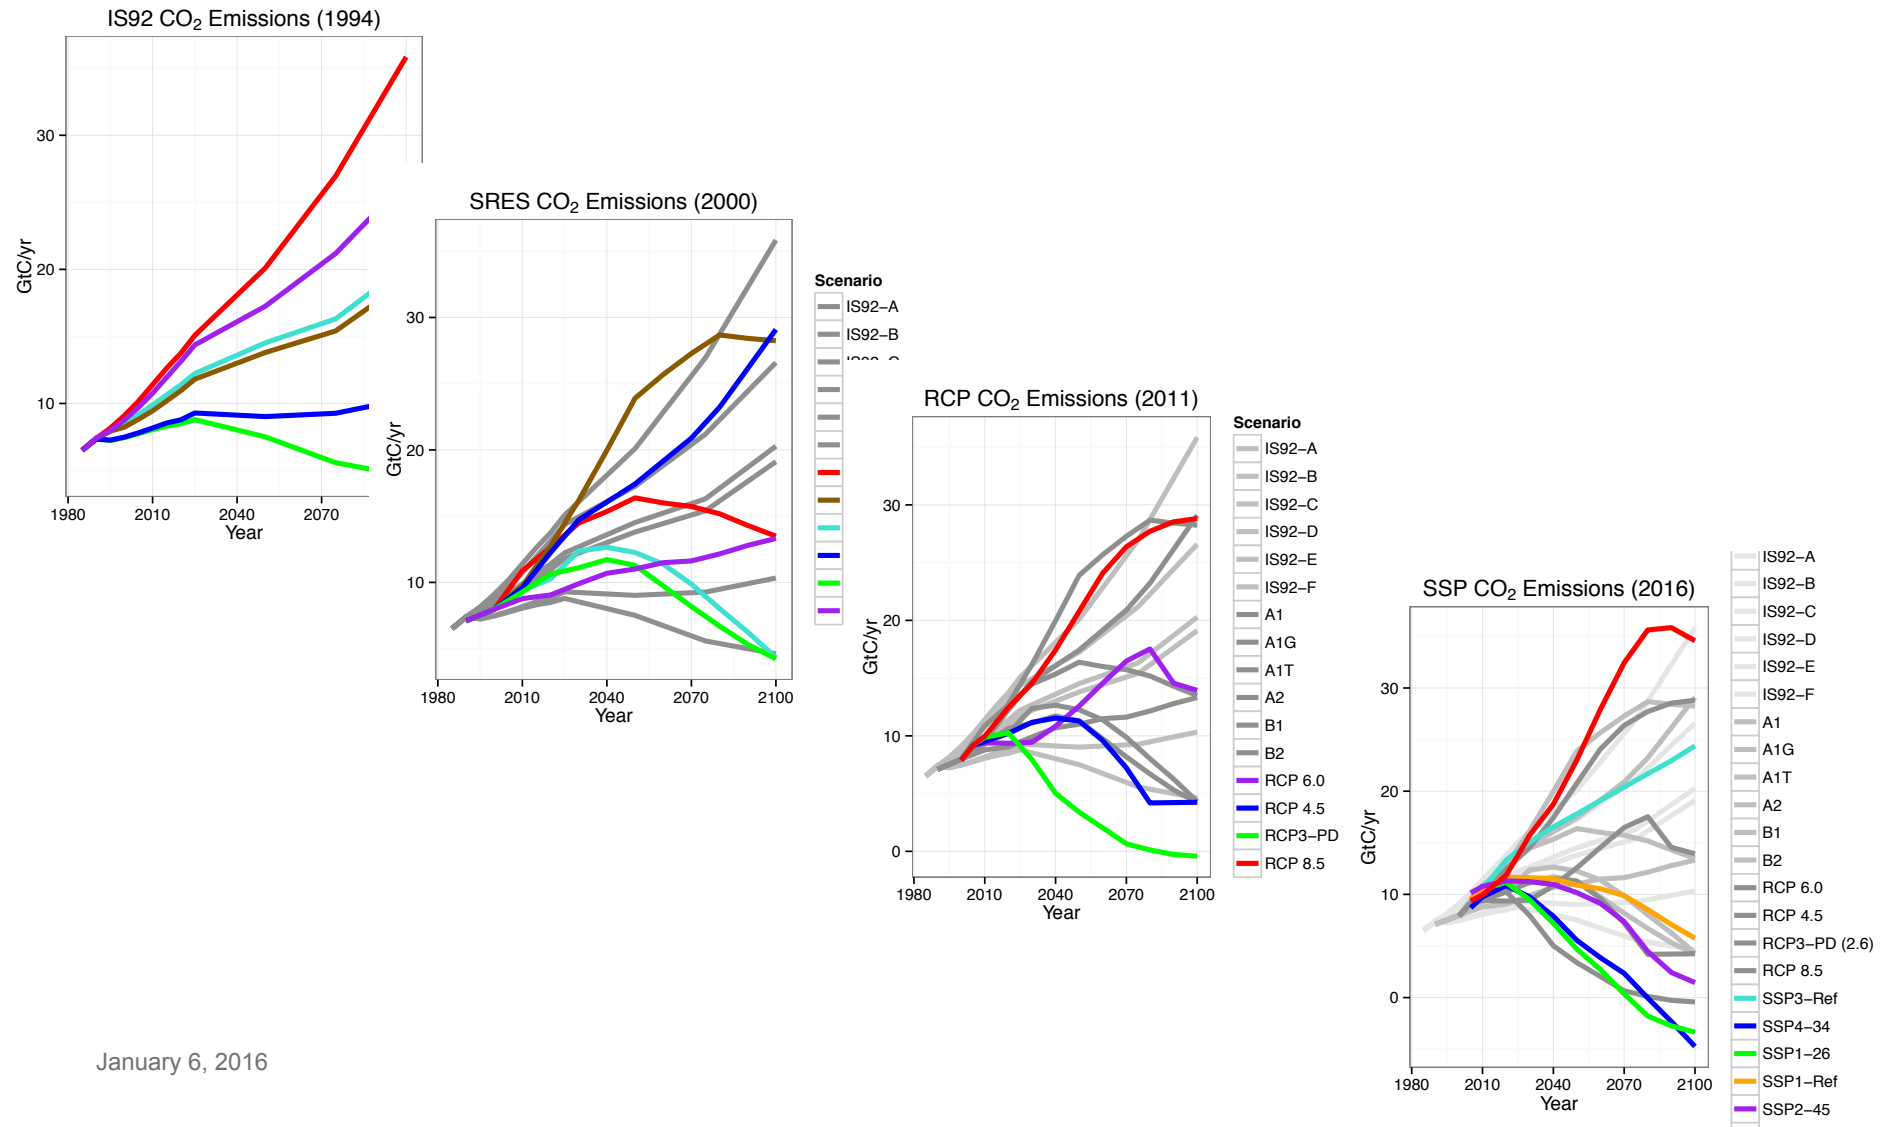 IS92 CO₂ Emissions (1994)
30
20
10
GtC/yr
1980
2010
2040
2070
Year
SRES CO₂ Emissions (2000)
30
20
10
GtC/yr
1980
2010
2040
2070
2100
Year
Scenario
IS92−A
IS92−B
RCP CO₂ Emissions (2011)
30
20
10
0
GtC/yr
1980
2010
2040
2070
2100
Year
Scenario
IS92−A
IS92−B
IS92−C
IS92−D
IS92−E
IS92−F
A1
A1G
A1T
A2
B1
B2
RCP 6.0
RCP 4.5
RCP3−PD
RCP 8.5
SSP CO₂ Emissions (2016)
30
20
10
0
GtC/yr
1980
2010
2040
2070
2100
Year
IS92−A
IS92−B
IS92−C
IS92−D
IS92−E
IS92−F
A1
A1G
A1T
A2
B1
B2
RCP 6.0
RCP 4.5
RCP3−PD (2.6)
RCP 8.5
SSP3−Ref
SSP4−34
SSP1−26
SSP1−Ref
SSP2−45
January 6, 2016